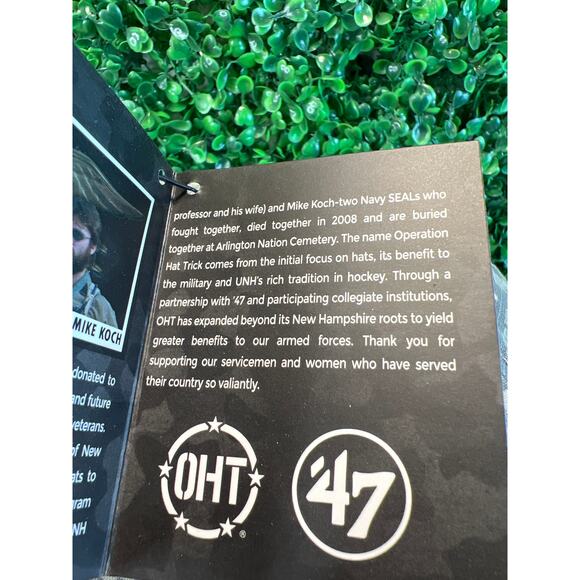 MIKE KOCH
donated to
and future
veterans.
of New
ats to
gram
NH
professor and his wife) and Mike Koch-two Navy SEALs who
fought together, died together in 2008 and are buried
together at Arlington Nation Cemetery. The name Operation
Hat Trick comes from the initial focus on hats, its benefit to
the military and UNH's rich tradition in hockey. Through a
partnership with '47 and participating collegiate institutions,
OHT has expanded beyond its New Hampshire roots to yield
greater benefits to our armed forces. Thank you for
supporting our servicemen and women who have served
their country so valiantly.
OHT
®
'47